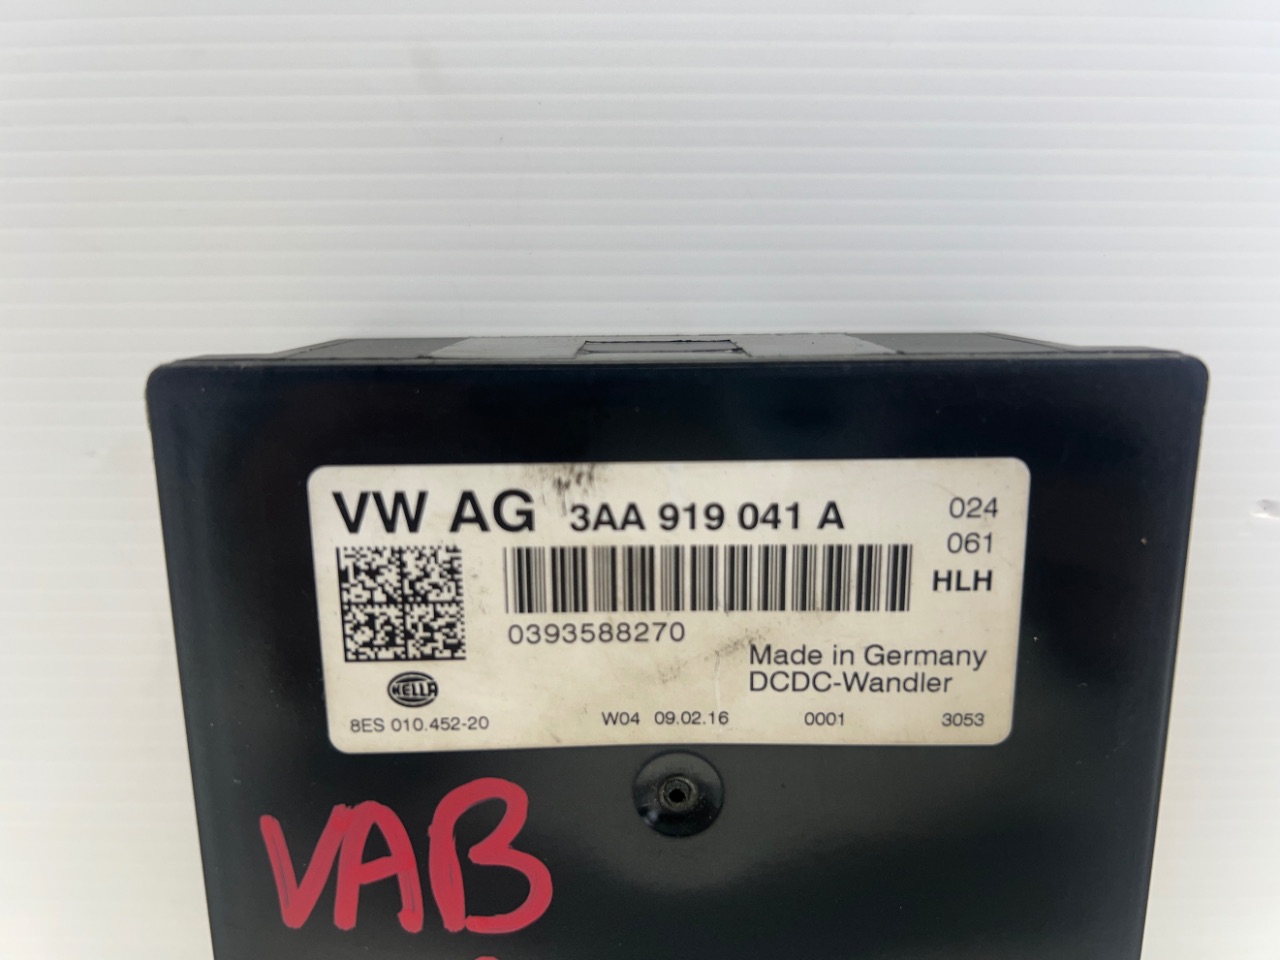 VW AG 3AA 919 041 A 024
061
HLH
0393588270
Made in Germany
DCDC-Wandler
HELLA
8ES 010.452-20 W04 09.02.16 0001 3053
VAB